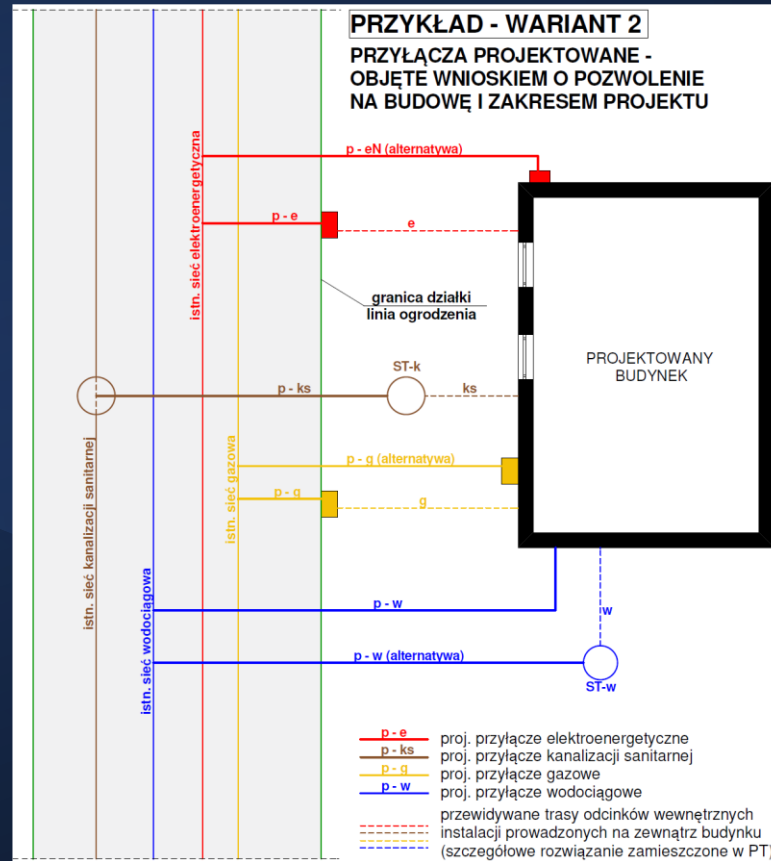 PRZYKŁAD - WARIANT 2
PRZYŁĄCZA PROJEKTOWANE -
OBJĘTE WNIOSKIEM O POZWOLENIE
NA BUDOWĘ I ZAKRESEM PROJEKTU
p - eN (alternatywa)
istn. sieć elektroenergetyczna
p - e
e
granica działki
linia ogrodzenia
PROJEKTOWANY
BUDYNEK
ST-k
p - ks
ks
istn. sieć kanalizacji sanitarnej
istn. sieć gazowa
p - g (alternatywa)
p - g
g
istn. sieć wodociągowa
p - w
w
p - w (alternatywa)
ST-w
p - e proj. przyłącze elektroenergetyczne
p - ks proj. przyłącze kanalizacji sanitarnej
p - g proj. przyłącze gazowe
p - w proj. przyłącze wodociągowe
przewidywane trasy odcinków wewnętrznych
instalacji prowadzonych na zewnątrz budynku
(szczegółowe rozwiązanie zamieszczone w PT)